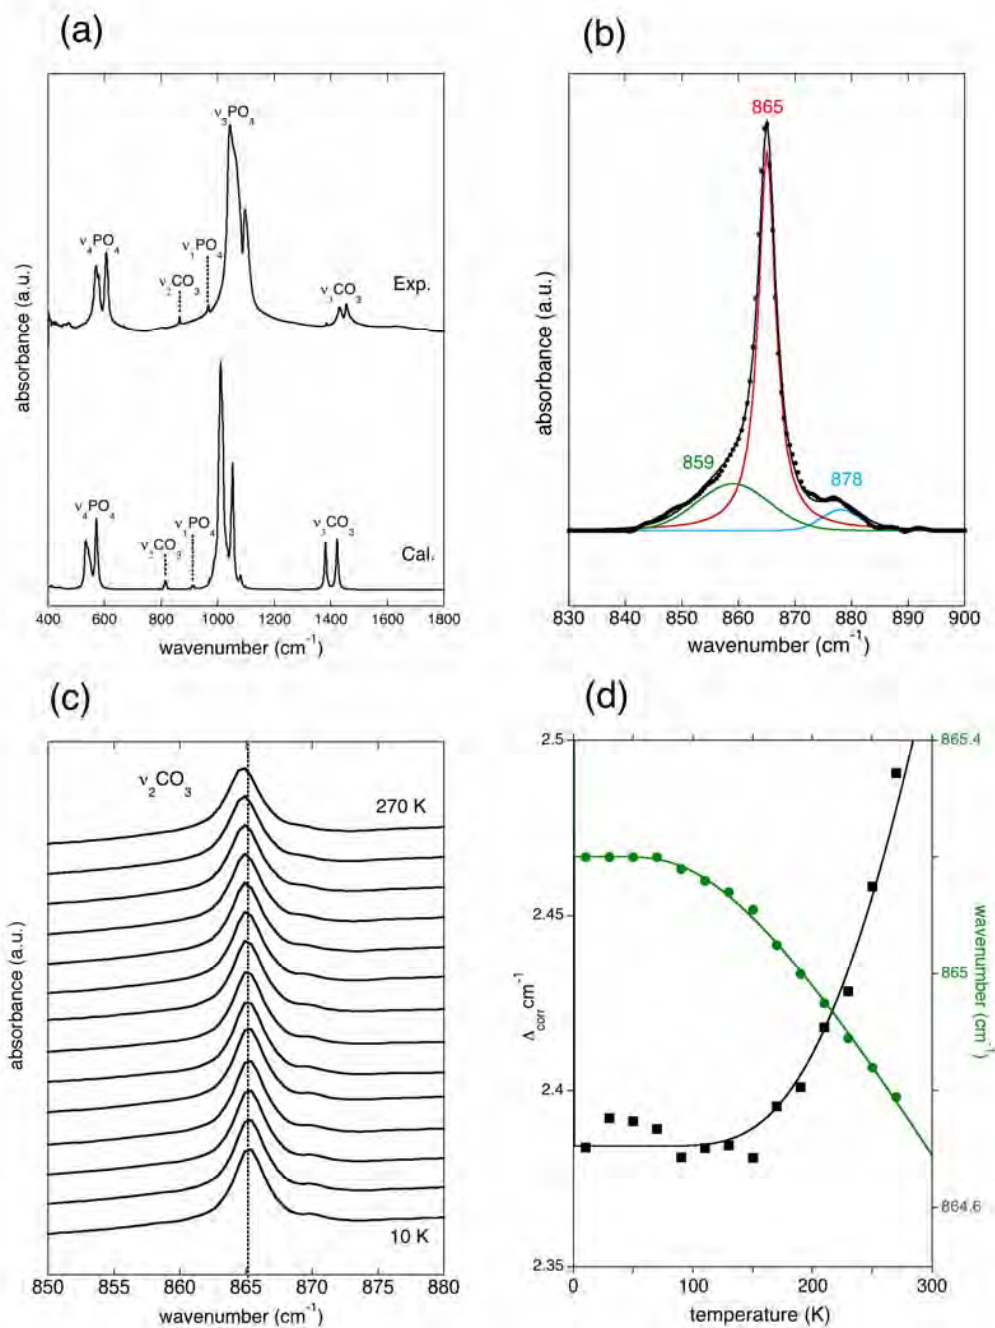 (a)
ν4PO4
ν2CO3
ν1PO4
ν3PO4
ν3CO3
Exp.
ν4PO4
ν2CO3
ν1PO4
ν3CO3
Cal.
absorbance (a.u.)
400 600 800 1000 1200 1400 1600 1800
wavenumber (cm-1)
(b)
865
859
878
absorbance (a.u.)
830 840 850 860 870 880 890 900
wavenumber (cm-1)
(c)
ν2CO3
270 K
10 K
absorbance (a.u.)
850 860 865 870 880
wavenumber (cm-1)
(d)
2.5
2.45
2.4
2.35
Λcorr cm-1
865.4
865
864.6
wavenumber (cm-1)
0 100 200 300
temperature (K)